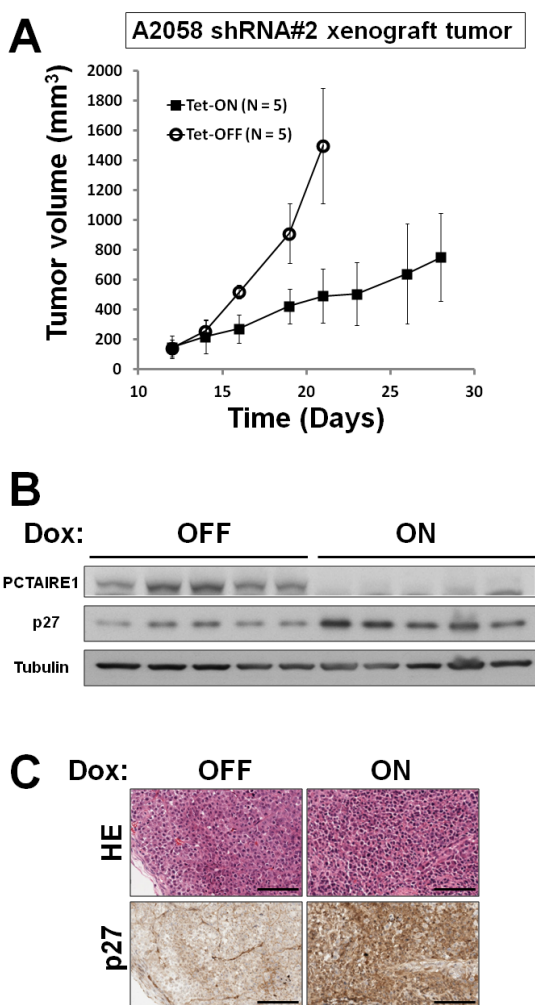 A
A2058 shRNA#2 xenograft tumor
Tumor volume (mm³)
2000
1800
1600
1400
1200
1000
800
600
400
200
0
Tet-ON (N = 5)
Tet-OFF (N = 5)
10 15 20 25 30
Time (Days)
B
Dox: OFF ON
PCTAIRE1
p27
Tubulin
C
Dox: OFF ON
HE
p27